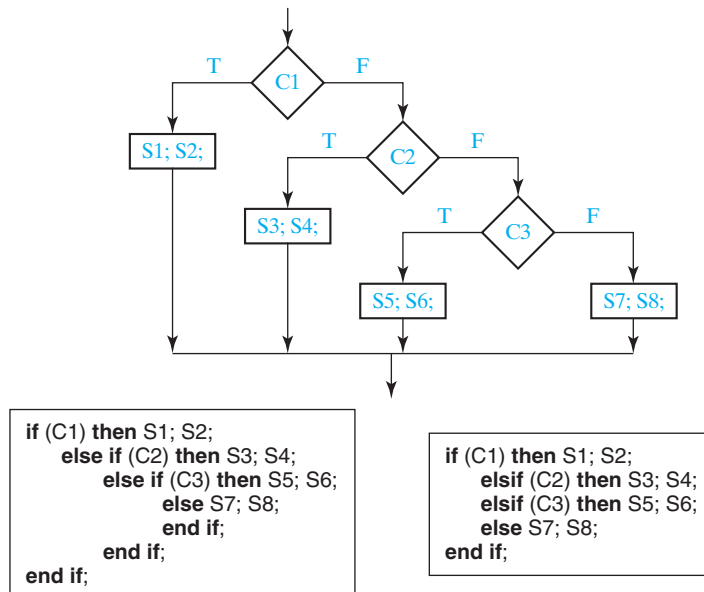 C1
T
F
S1; S2;
C2
T
F
S3; S4;
C3
T
F
S5; S6;
S7; S8;
if (C1) then S1; S2;
else if (C2) then S3; S4;
else if (C3) then S5; S6;
else S7; S8;
end if;
end if;
end if;
if (C1) then S1; S2;
elsif (C2) then S3; S4;
elsif (C3) then S5; S6;
else S7; S8;
end if;